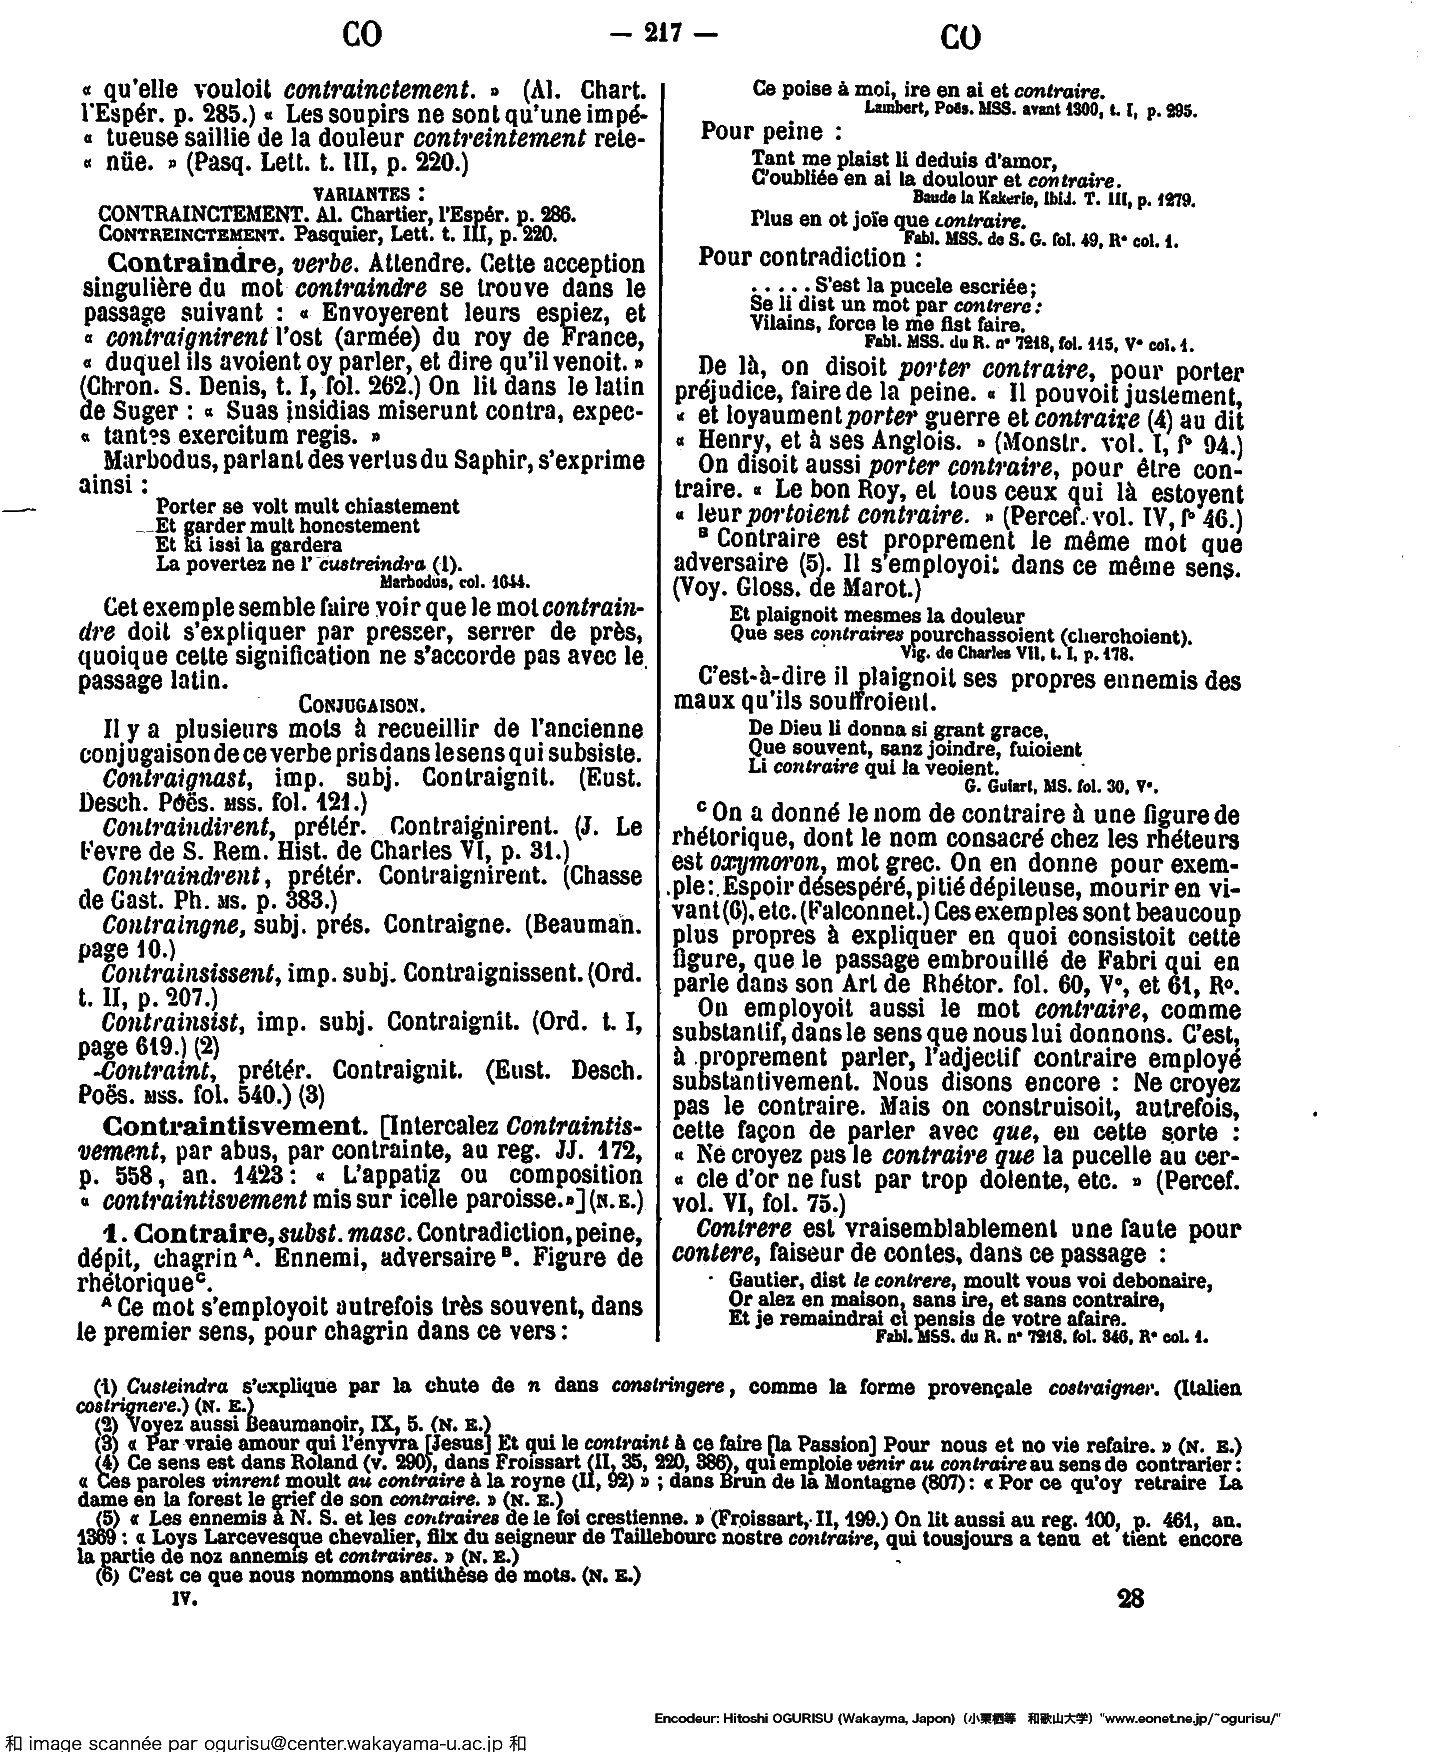 CO
— 217 —
CO
« qu'elle vouloit contrainctement. » (Al. Chart.
l'Espér. p. 285.) « Les soupirs ne sont qu'une impé-
« tueuse saillie de la douleur contreintement rete-
« nüe. » (Pasq. Lett. t. III, p. 220.)
VARIANTES :
CONTRAINCTEMENT. Al. Chartier, l'Espér. p. 286.
CONTREINCTEMENT. Pasquier, Lett. t. III, p. 220.
Contraindre, verbe. Attendre. Cette acception
singulière du mot contraindre se trouve dans le
passage suivant : « Envoyerent leurs espiez, et
« contraignirent l'ost (armée) du roy de France,
« duquel ils avoient oy parler, et dire qu'il venoit. »
(Chron. S. Denis, t. I, fol. 262.) On lit dans le latin
de Suger : « Suas insidias miserunt contra, expec-
« tantes exercitum regis. »
Marbodus, parlant des vertus du Saphir, s'exprime
ainsi :
Porter se volt mult chiastement
Et garder mult honestement
Et ki issi la gardera
La povertez ne l' custreindra (1).
Marbodus, col. 1644.
Cet exemple semble faire voir que le mot contrain-
dre doit s'expliquer par presser, serrer de près,
quoique cette signification ne s'accorde pas avec le
passage latin.
CONJUGAISON.
Il y a plusieurs mots à recueillir de l'ancienne
conjugaison de ce verbe pris dans le sens qui subsiste.
Contraignast, imp. subj. Contraignit. (Eust.
Desch. Poës. MSS. fol. 121.)
Contraindirent, prétér. Contraignirent. (J. Le
Fevre de S. Rem. Hist. de Charles VI, p. 31.)
Contraindrent, prétér. Contraignirent. (Chasse
de Gast. Ph. MS. p. 383.)
Contraingne, subj. prés. Contraigne. (Beauman.
page 10.)
Contrainsissent, imp. subj. Contraignissent. (Ord.
t. II, p. 207.)
Contrainsist, imp. subj. Contraignit. (Ord. t. I,
page 619.) (2)
Contraint, prétér. Contraignit. (Eust. Desch.
Poës. MSS. fol. 540.) (3)
Contraintisvement. [Intercalez Contraintis-
vement, par abus, par contrainte, au reg. JJ. 172,
p. 558, an. 1423 : « L'appatiz ou composition
« contraintisvement mis sur icelle paroisse. »] (N. E.)
1. Contraire, subst. masc. Contradiction, peine,
dépit, chagrin A. Ennemi, adversaire B. Figure de
rhétorique C.
A Ce mot s'employoit autrefois très souvent, dans
le premier sens, pour chagrin dans ce vers :
Ce poise à moi, ire en ai et contraire.
Lambert, Poës. MSS. avant 1300, t. I, p. 295.
Pour peine :
Tant me plaist li deduis d'amor,
C'oubliée en ai la doulour et contraire.
Baude la Kakerie, Ibid. T. III, p. 1279.
Plus en ot joïe que contraire.
Fabl. MSS. de S. G. fol. 49, R° col. 1.
Pour contradiction :
. . . . . S'est la pucele escriée ;
Se li dist un mot par contrere :
Vilains, force le me fist faire.
Fabl. MSS. du R. n° 7218, fol. 115, V° col. 1.
De là, on disoit porter contraire, pour porter
préjudice, faire de la peine. « Il pouvoit justement,
« et loyaument porter guerre et contraire (4) au dit
« Henry, et à ses Anglois. » (Monstr. vol. I, f° 94.)
On disoit aussi porter contraire, pour être con-
traire. « Le bon Roy, et tous ceux qui là estoyent
« leur portoient contraire. » (Percef. vol. IV, f° 46.)
B Contraire est proprement le même mot que
adversaire (5). Il s'employoit dans ce même sens.
(Voy. Gloss. de Marot.)
Et plaignoit mesmes la douleur
Que ses contraires pourchassoient (cherchoient).
Vig. de Charles VII, t. I, p. 178.
C'est-à-dire il plaignoit ses propres ennemis des
maux qu'ils souffroient.
De Dieu li donna si grant grace,
Que souvent, sanz joindre, fuioient
Li contraire qui la veoient.
G. Guiart, MS. fol. 30, V°.
C On a donné le nom de contraire à une figure de
rhétorique, dont le nom consacré chez les rhéteurs
est oxymoron, mot grec. On en donne pour exem-
ple : Espoir désespéré, pitié dépiteuse, mourir en vi-
vant (6), etc. (Falconnet.) Ces exemples sont beaucoup
plus propres à expliquer en quoi consistoit cette
figure, que le passage embrouillé de Fabri qui en
parle dans son Art de Rhétor. fol. 60, V°, et 61, R°.
On employoit aussi le mot contraire, comme
substantif, dans le sens que nous lui donnons. C'est,
à proprement parler, l'adjectif contraire employé
substantivement. Nous disons encore : Ne croyez
pas le contraire. Mais on construisoit, autrefois,
cette façon de parler avec que, en cette sorte :
« Ne croyez pas le contraire que la pucelle au cer-
« cle d'or ne fust par trop dolente, etc. » (Percef.
vol. VI, fol. 75.)
Contrere est vraisemblablement une faute pour
contere, faiseur de contes, dans ce passage :
Gautier, dist le contrere, moult vous voi debonaire,
Or alez en maison, sans ire, et sans contraire,
Et je remaindrai ci pensis de votre afaire.
Fabl. MSS. du R. n° 7218. fol. 346, R° col. 1.
(1) Custeindra s'explique par la chute de n dans constringere, comme la forme provençale costraigner. (Italien
costrignere.) (N. E.)
(2) Voyez aussi Beaumanoir, IX, 5. (N. E.)
(3) « Par vraie amour qui l'enyvra [Jesus] Et qui le contraint à ce faire [la Passion] Pour nous et no vie refaire. » (N. E.)
(4) Ce sens est dans Roland (v. 290), dans Froissart (II, 35, 220, 386), qui emploie venir au contraire au sens de contrarier :
« Ces paroles vinrent moult au contraire à la royne (II, 92) » ; dans Brun de la Montagne (807) : « Por ce qu'oy retraire La
dame en la forest le grief de son contraire. » (N. E.)
(5) « Les ennemis à N. S. et les contraires de le foi crestienne. » (Froissart, II, 199.) On lit aussi au reg. 100, p. 461, an.
1369 : « Loys Larcevesque chevalier, filx du seigneur de Taillebourc nostre contraire, qui tousjours a tenu et tient encore
la partie de noz annemis et contraires. » (N. E.)
(6) C'est ce que nous nommons antithèse de mots. (N. E.)
IV.
28
Encodeur: Hitoshi OGURISU (Wakayma, Japon) (小栗栖等 和歌山大学) "www.eonet.ne.jp/~ogurisu/"
和 image scannée par ogurisu@center.wakayama-u.ac.jp 和